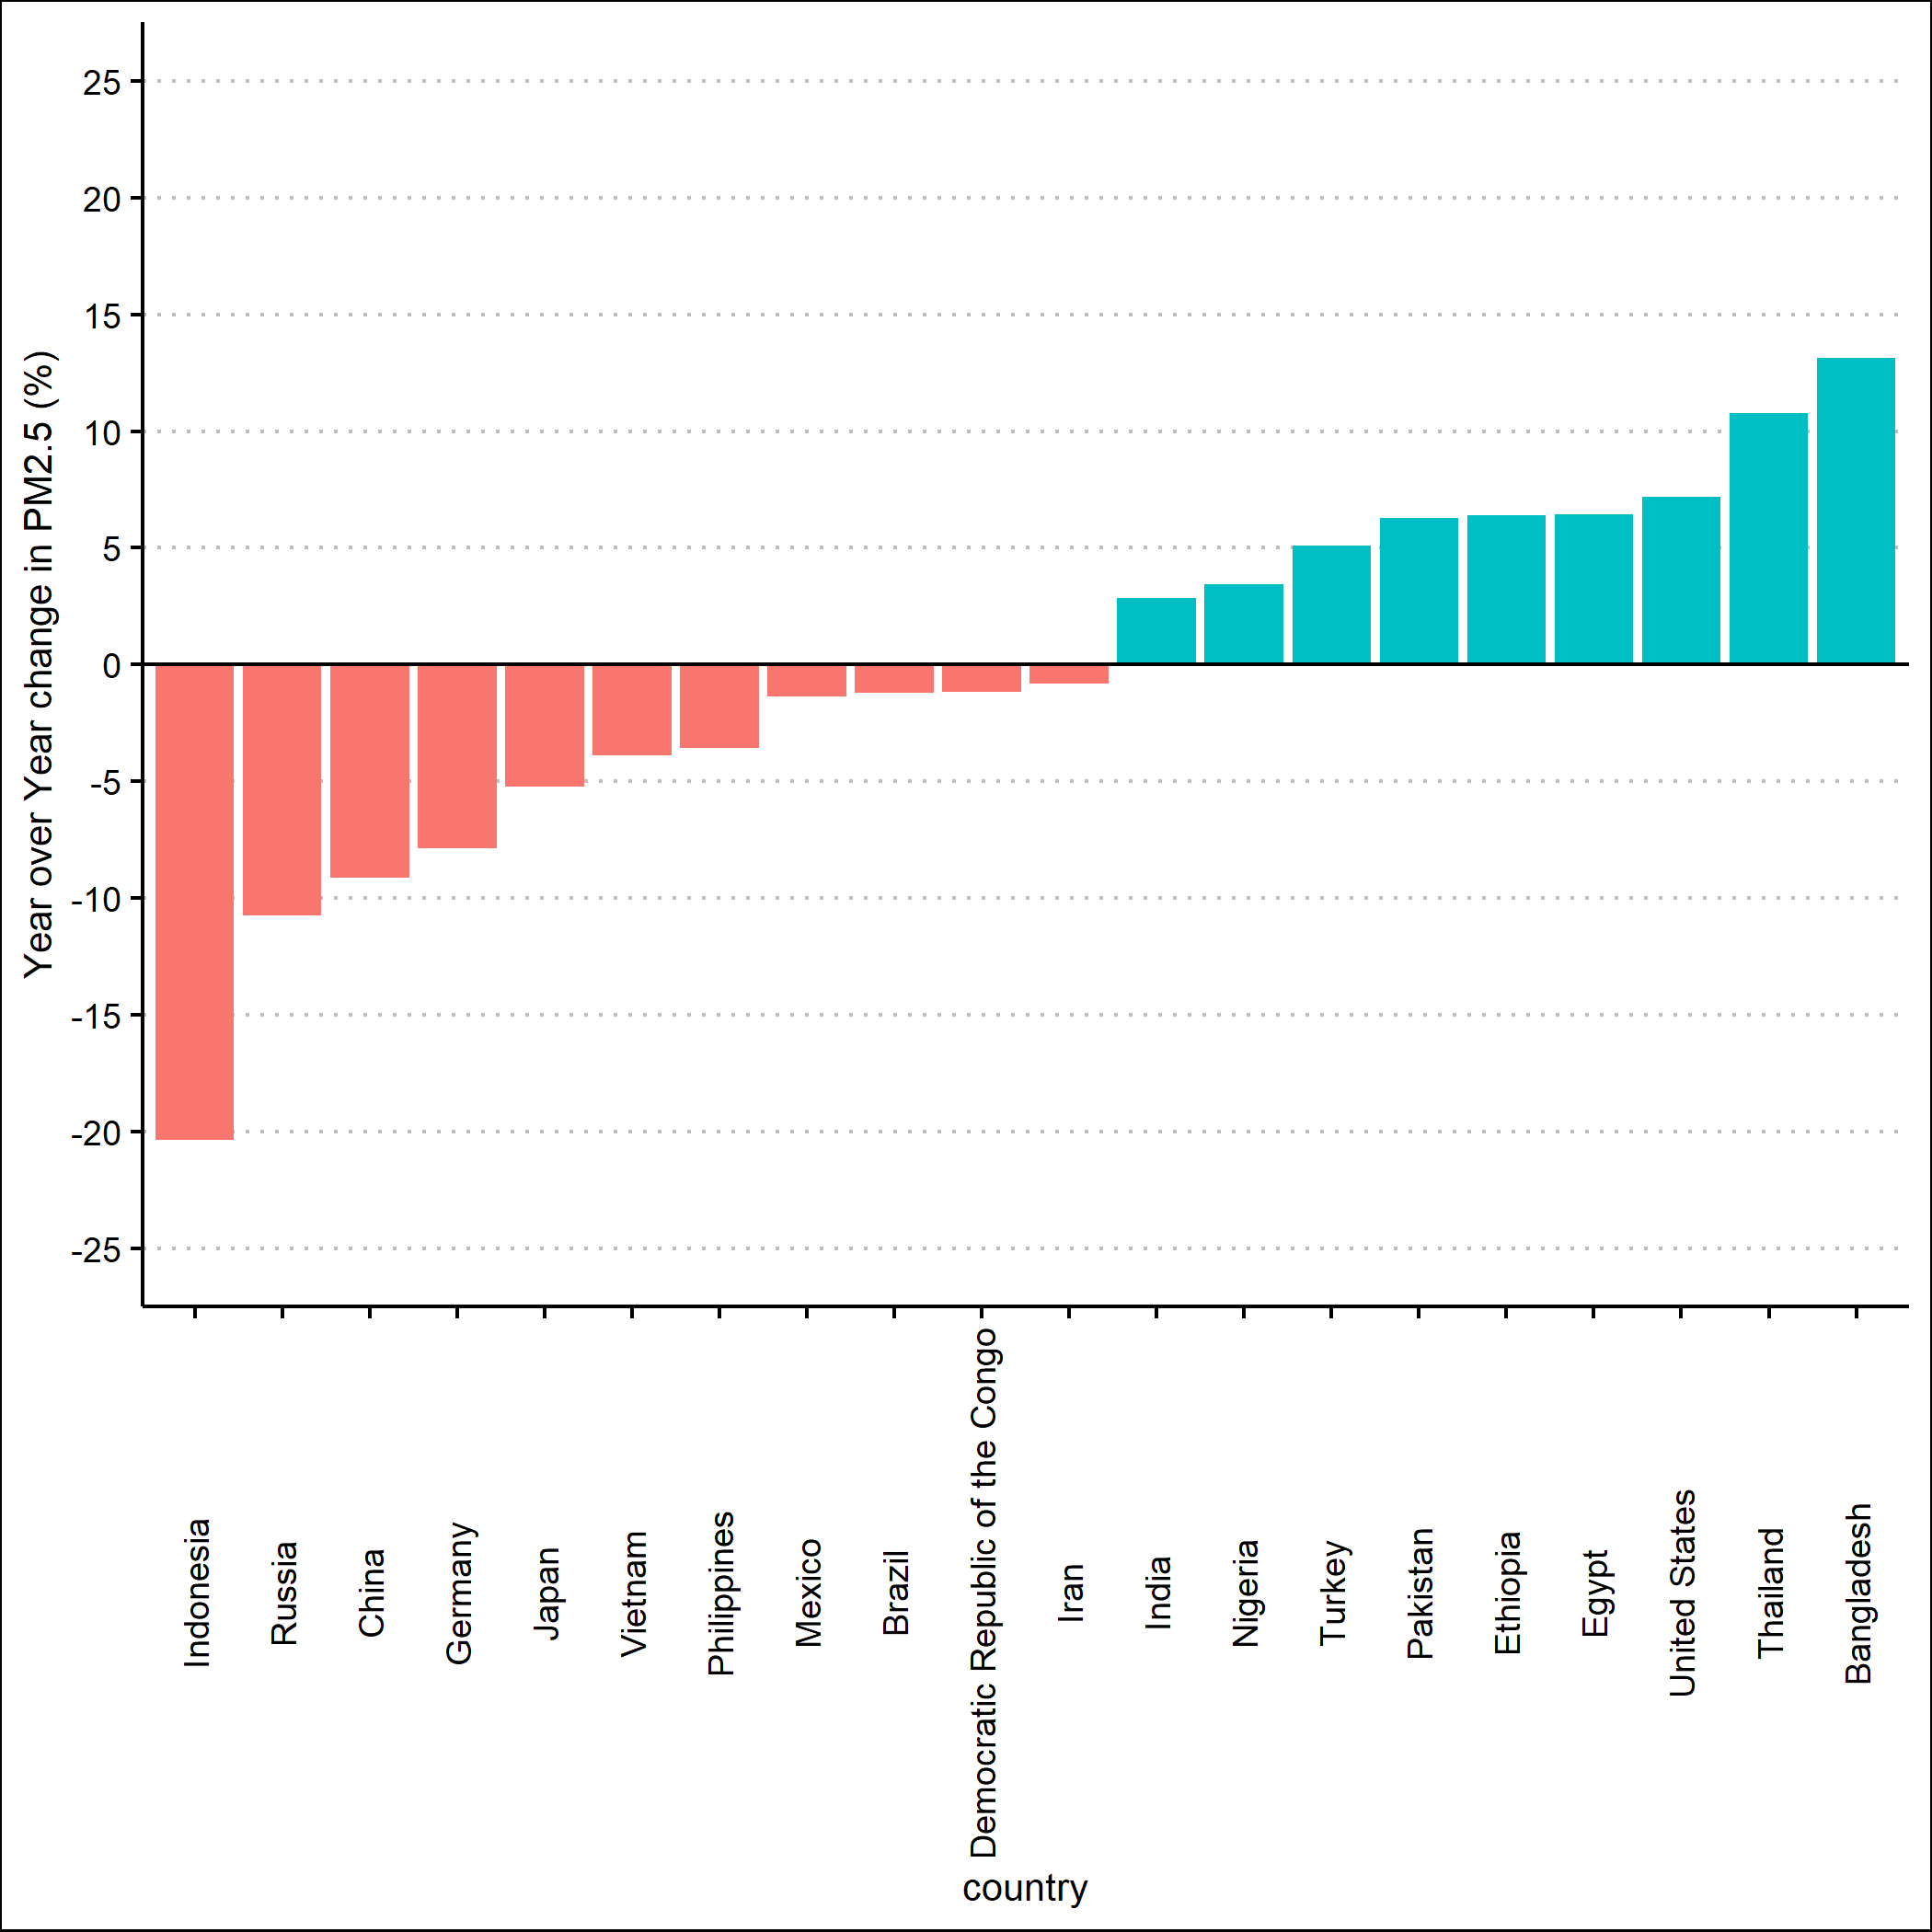 Year over Year change in PM2.5 (%)
25
20
15
10
5
0
-5
-10
-15
-20
-25
Indonesia
Russia
China
Germany
Japan
Vietnam
Philippines
Mexico
Brazil
Democratic Republic of the Congo
Iran
India
Nigeria
Turkey
Pakistan
Ethiopia
Egypt
United States
Thailand
Bangladesh
country